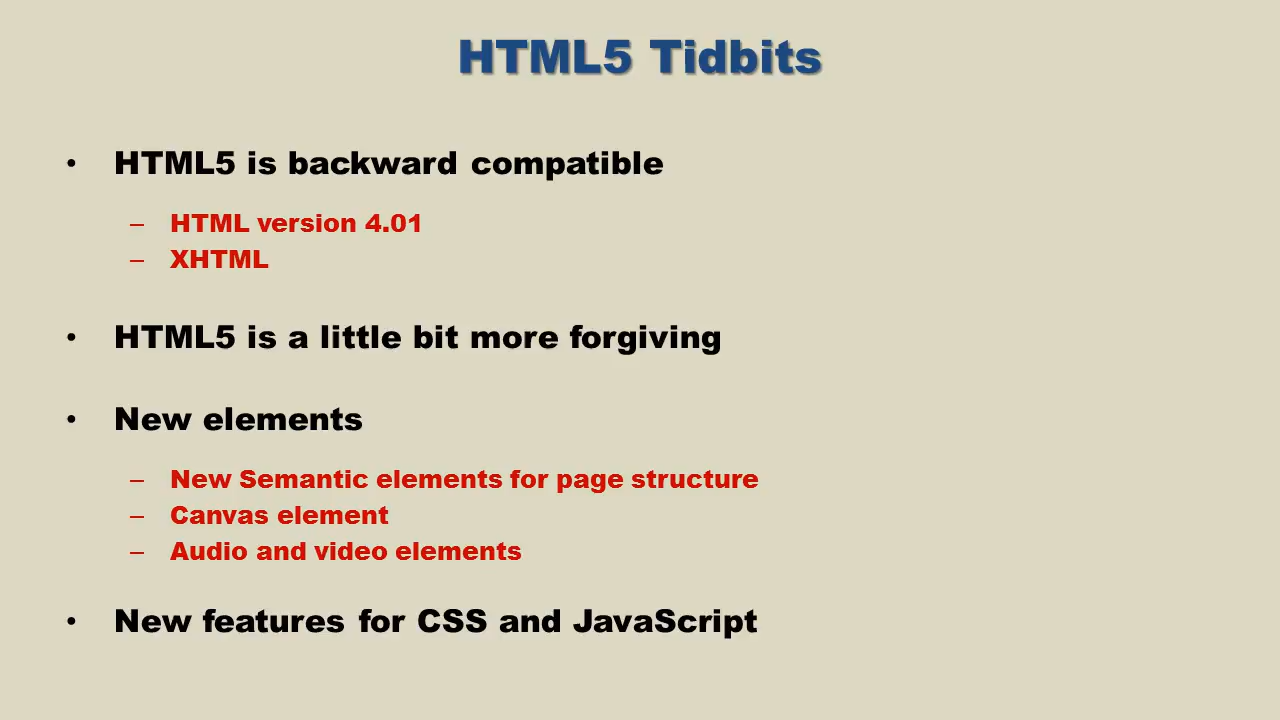 HTML5 Tidbits
• HTML5 is backward compatible
– HTML version 4.01
– XHTML
• HTML5 is a little bit more forgiving
• New elements
– New Semantic elements for page structure
– Canvas element
– Audio and video elements
• New features for CSS and JavaScript